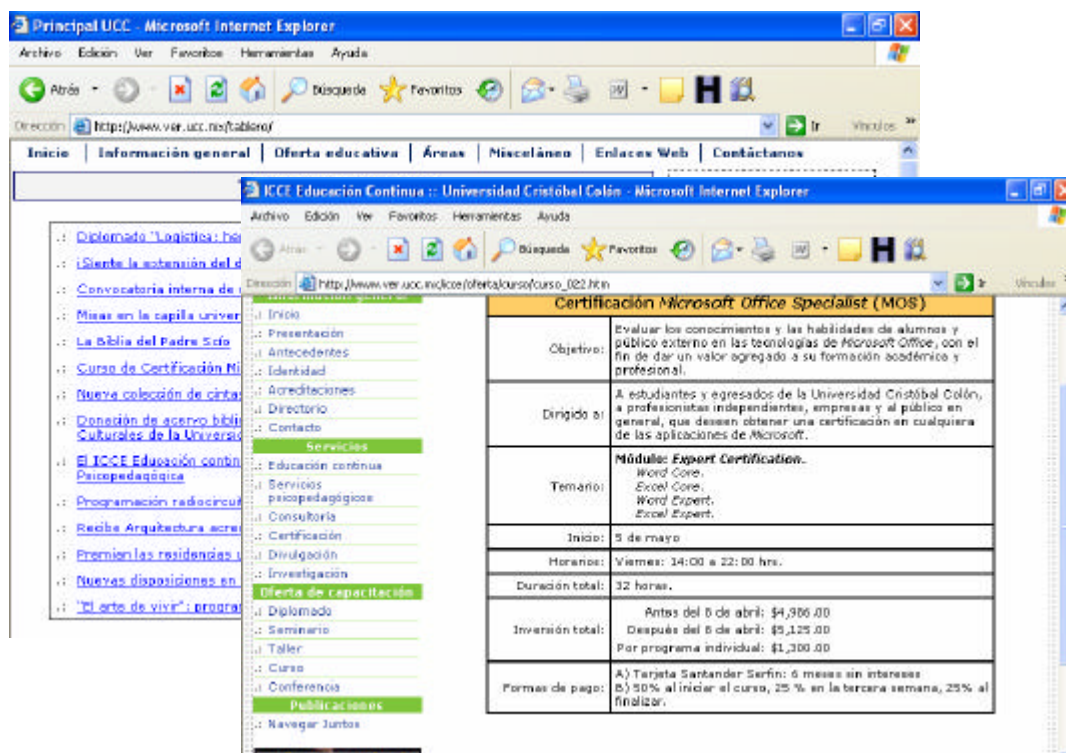 Principal UCC - Microsoft Internet Explorer
Archivo Edición Ver Favoritos Herramientas Ayuda
Atrás Búsqueda Favoritos
Dirección http://www.ver.ucc.mx/tablero/ Ir Vínculos
Inicio | Información general | Oferta educativa | Áreas | Misceláneo | Enlaces Web | Contáctanos
.: Diplomado "Logística: he
.: ¡Siente la extensión del d
.: Convocatoria interna de
.: Misas en la capilla univer
.: La Biblia del Padre Scío
.: Curso de Certificación Mi
.: Nueva colección de cintas
.: Donación de acervo bibli
Culturales de la Universi
.: El ICCE Educación contin
Psicopedagógica
.: Programación radiocircui
.: Recibe Arquitectura acre
.: Premian las residencias
.: Nuevas disposiciones en
.: "El arte de vivir": progra
ICCE Educación Continua :: Universidad Cristóbal Colón - Microsoft Internet Explorer
Archivo Edición Ver Favoritos Herramientas Ayuda
Atrás Búsqueda Favoritos
Dirección http://www.ver.ucc.mx/icce/oferta/curso/curso_022.htm Ir Vínculos
Información general
.: Inicio
.: Presentación
.: Antecedentes
.: Identidad
.: Acreditaciones
.: Directorio
.: Contacto
Servicios
.: Educación continua
.: Servicios
psicopedagógicos
.: Consultoría
.: Certificación
.: Divulgación
.: Investigación
Oferta de capacitación
.: Diplomado
.: Seminario
.: Taller
.: Curso
.: Conferencia
Publicaciones
.: Navegar Juntos
Certificación Microsoft Office Specialist (MOS)
Objetivo: Evaluar los conocimientos y las habilidades de alumnos y
público externo en las tecnologías de Microsoft Office, con el
fin de dar un valor agregado a su formación académica y
profesional.
Dirigido a: A estudiantes y egresados de la Universidad Cristóbal Colón,
a profesionistas independientes, empresas y al público en
general, que deseen obtener una certificación en cualquiera
de las aplicaciones de Microsoft.
Temario: Módulo: Expert Certification.
Word Core.
Excel Core.
Word Expert.
Excel Expert.
Inicio: 5 de mayo
Horarios: Viernes: 14:00 a 22:00 hrs.
Duración total: 32 horas.
Inversión total: Antes del 6 de abril: $4,986.00
Después del 6 de abril: $5,125.00
Por programa individual: $1,300.00
Formas de pago: A) Tarjeta Santander Serfin: 6 meses sin intereses
B) 50% al iniciar el curso, 25 % en la tercera semana, 25% al
finalizar.